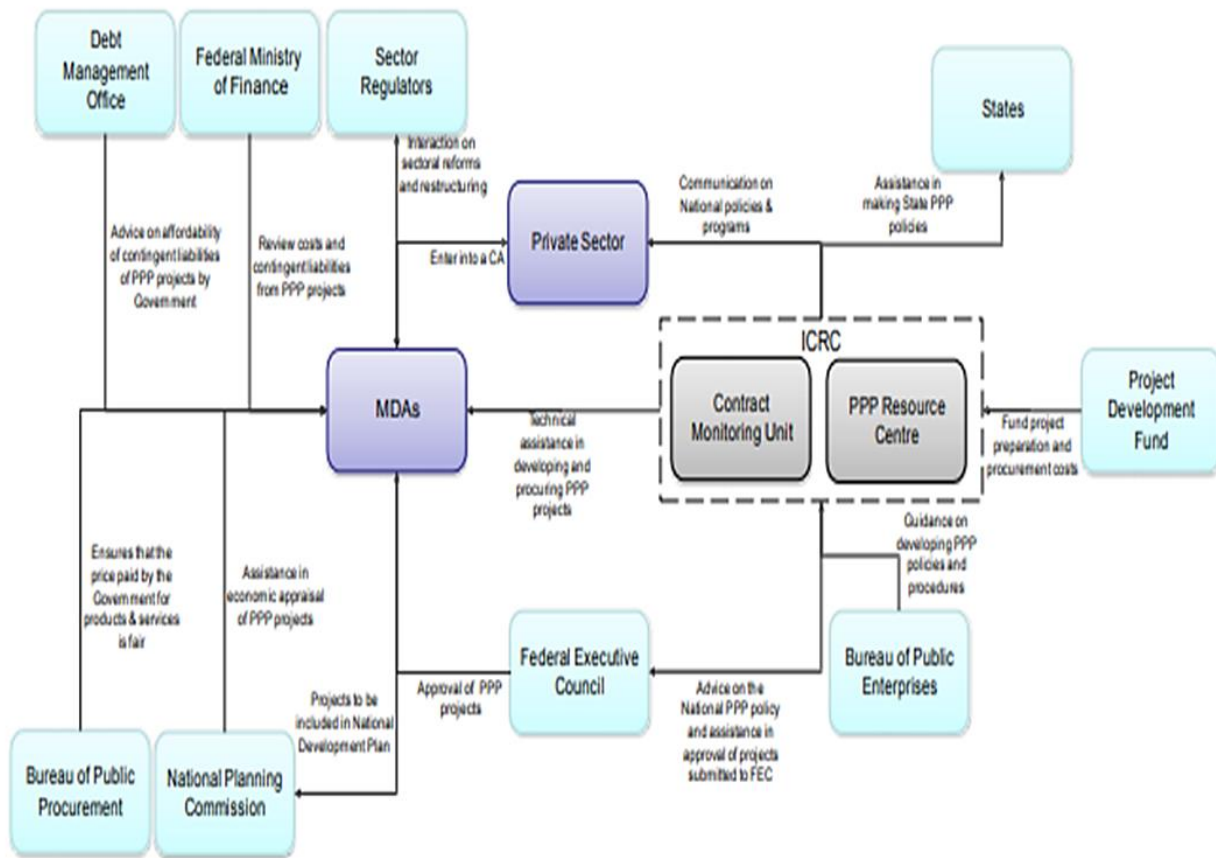 Debt
Management
Office
Federal Ministry
of Finance
Sector
Regulators
States
Interaction on
sectoral reforms
and restructuring
Private Sector
Communication on
National policies &
programs
Assistance in
making State PPP
policies
Advice on affordability
of contingent liabilities
of PPP projects by
Government
Review costs and
contingent liabilities
from PPP projects
Enter into a CA
ICRC
MDAs
Contract
Monitoring Unit
PPP Resource
Centre
Project
Development
Fund
Technical
assistance in
developing and
procuring PPP
projects
Fund project
preparation and
procurement costs
Guidance on
developing PPP
policies and
procedures
Ensures that the
price paid by the
Government for
products & services
is fair
Assistance in
economic appraisal
of PPP projects
Federal Executive
Council
Bureau of Public
Enterprises
Projects to be
included in National
Development Plan
Approval of PPP
projects
Advice on the
National PPP policy
and assistance in
approval of projects
submitted to FEC
Bureau of Public
Procurement
National Planning
Commission